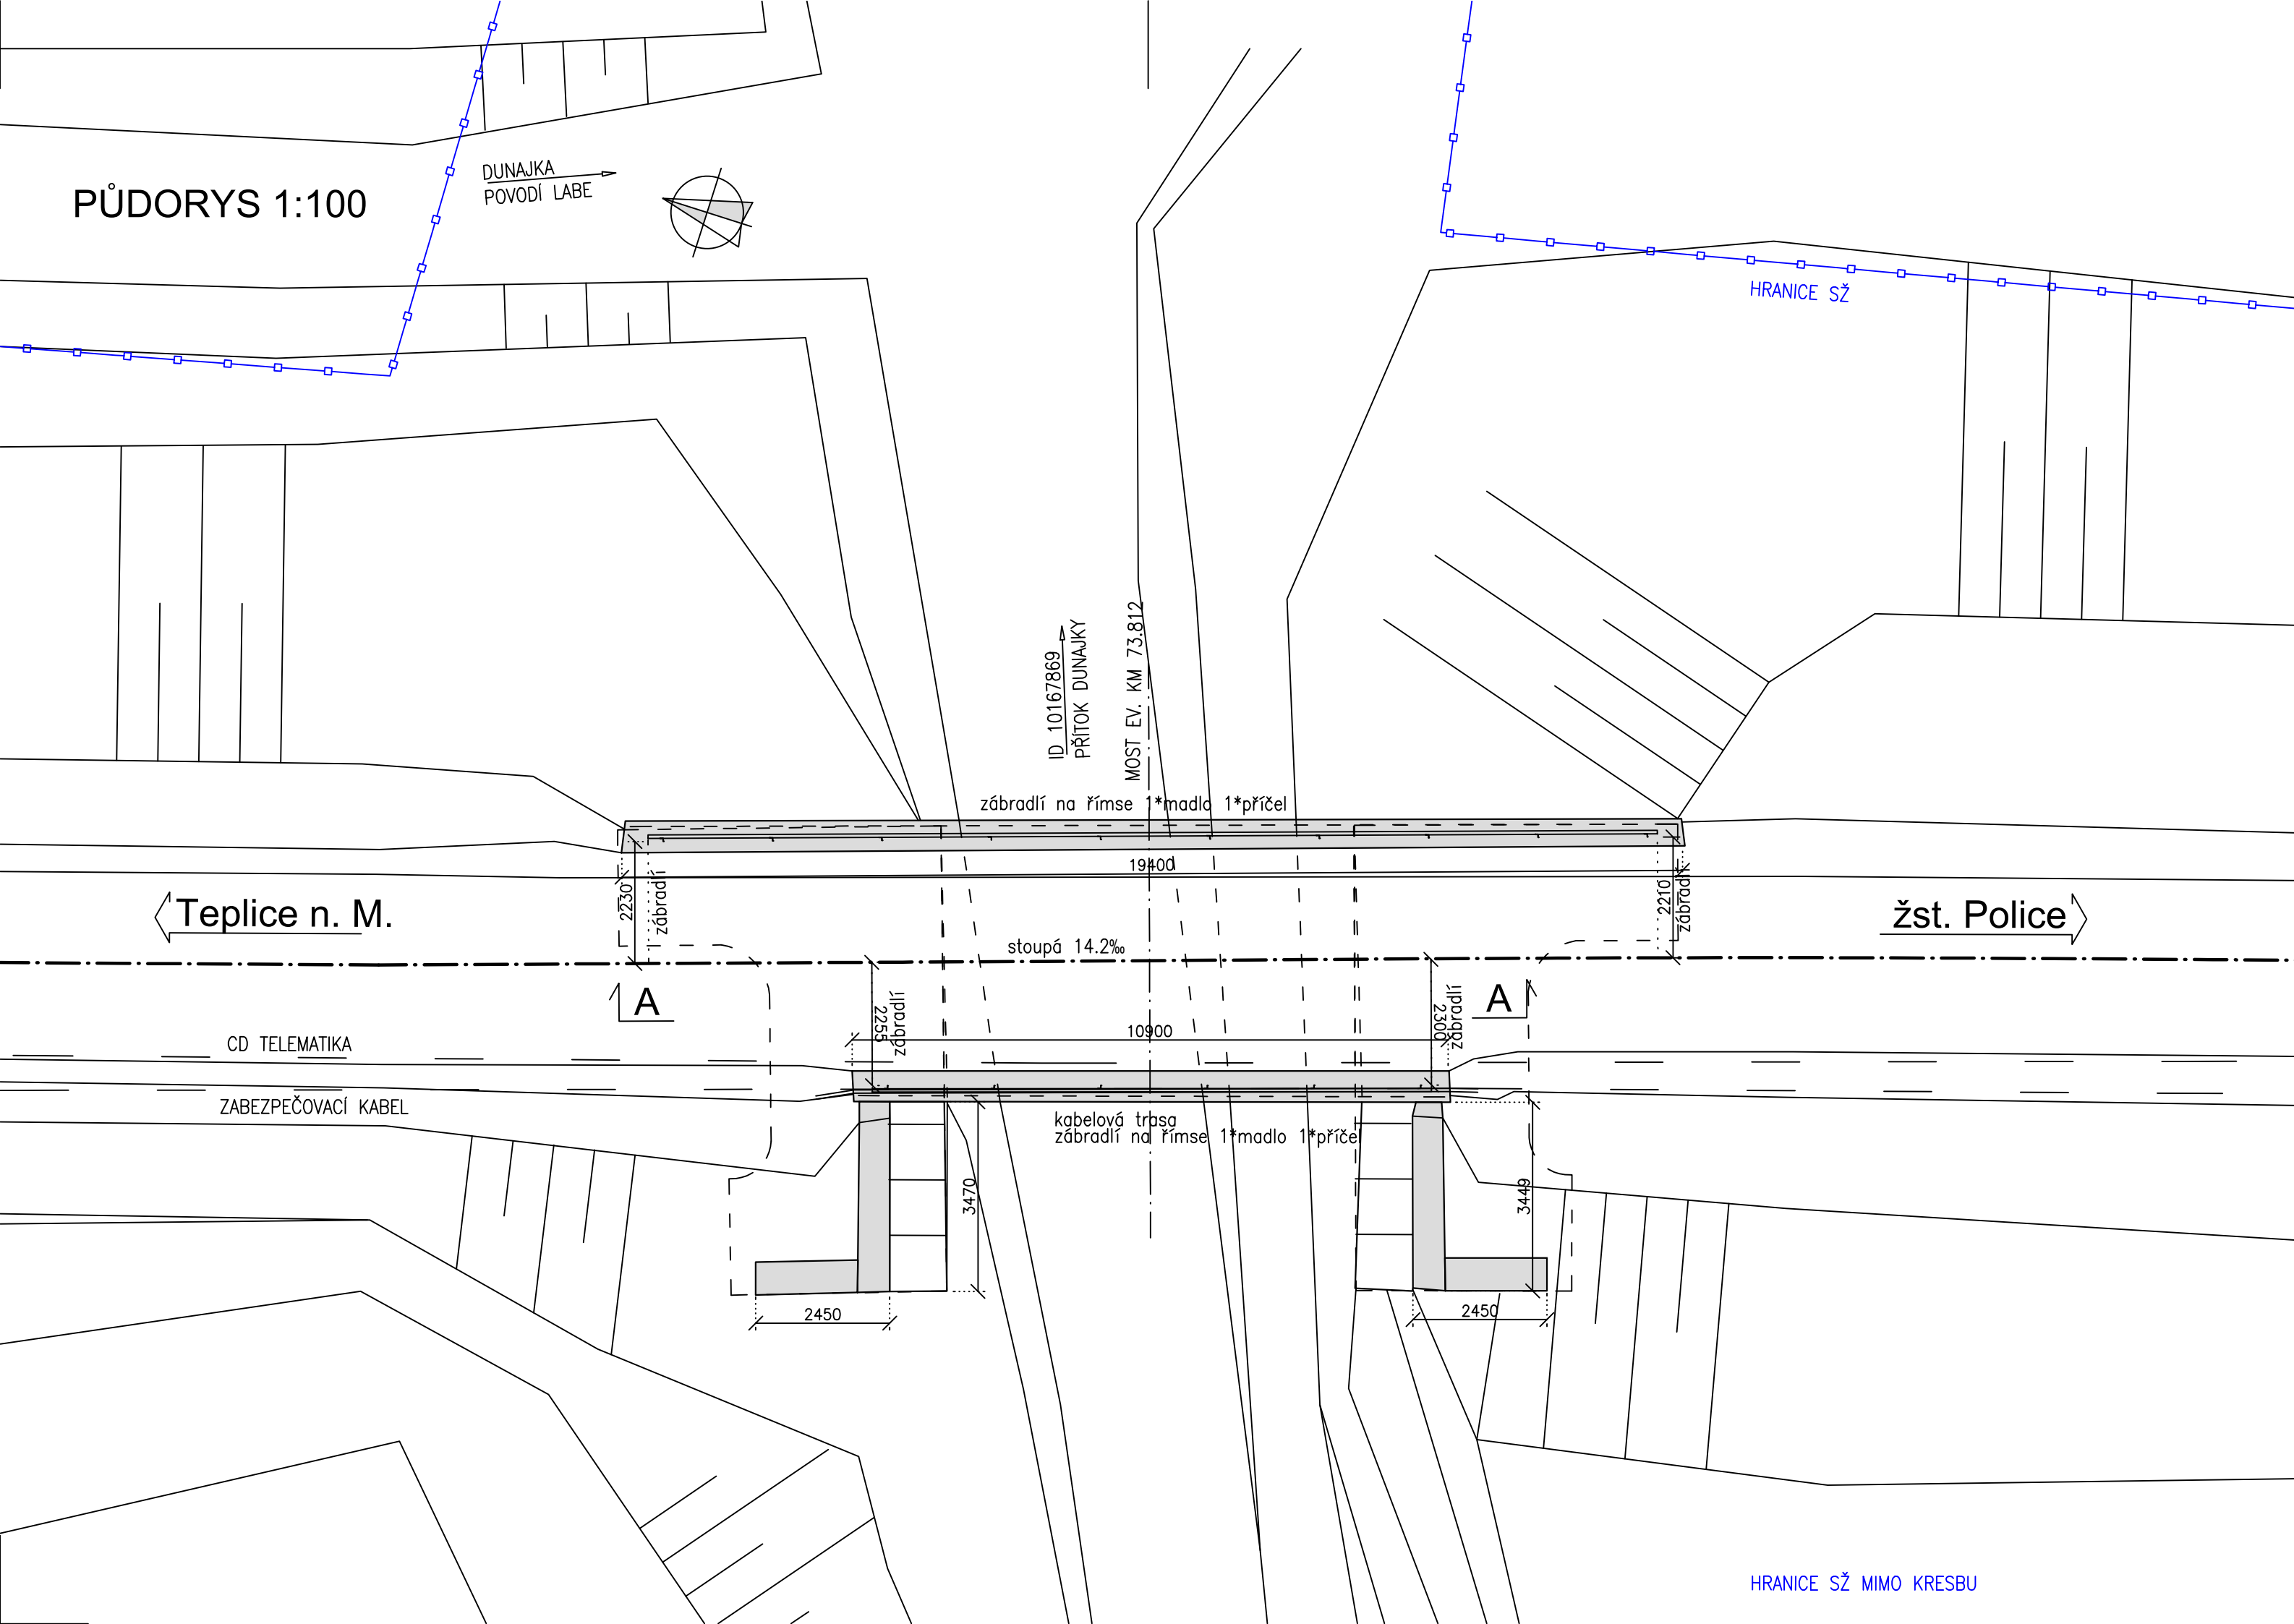 PŮDORYS 1:100
DUNAJKA
POVODÍ LABE
HRANICE SŽ
ID 10167869
PŘÍTOK DUNAJKY
MOST EV. KM 73.812
zábradlí na římse 1*madlo 1*příčel
19400
2230
zábradlí
2210
zábradlí
Teplice n. M.
žst. Police
stoupá 14.2‰
A
A
2255
zábradlí
2300
zábradlí
10900
CD TELEMATIKA
ZABEZPEČOVACÍ KABEL
kabelová trasa
zábradlí na římse 1*madlo 1*příčel
3470
3449
2450
2450
HRANICE SŽ MIMO KRESBU